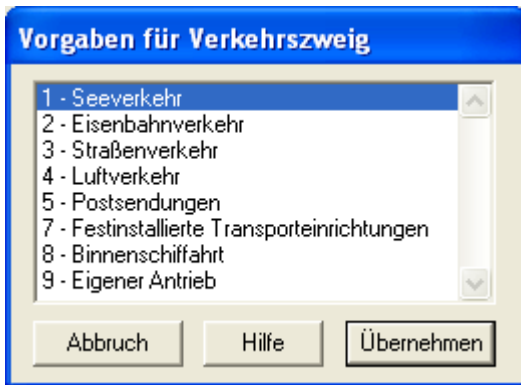 Vorgaben für Verkehrszweig
1 - Seeverkehr
2 - Eisenbahnverkehr
3 - Straßenverkehr
4 - Luftverkehr
5 - Postsendungen
7 - Festinstallierte Transporteinrichtungen
8 - Binnenschiffahrt
9 - Eigener Antrieb
Abbruch Hilfe Übernehmen